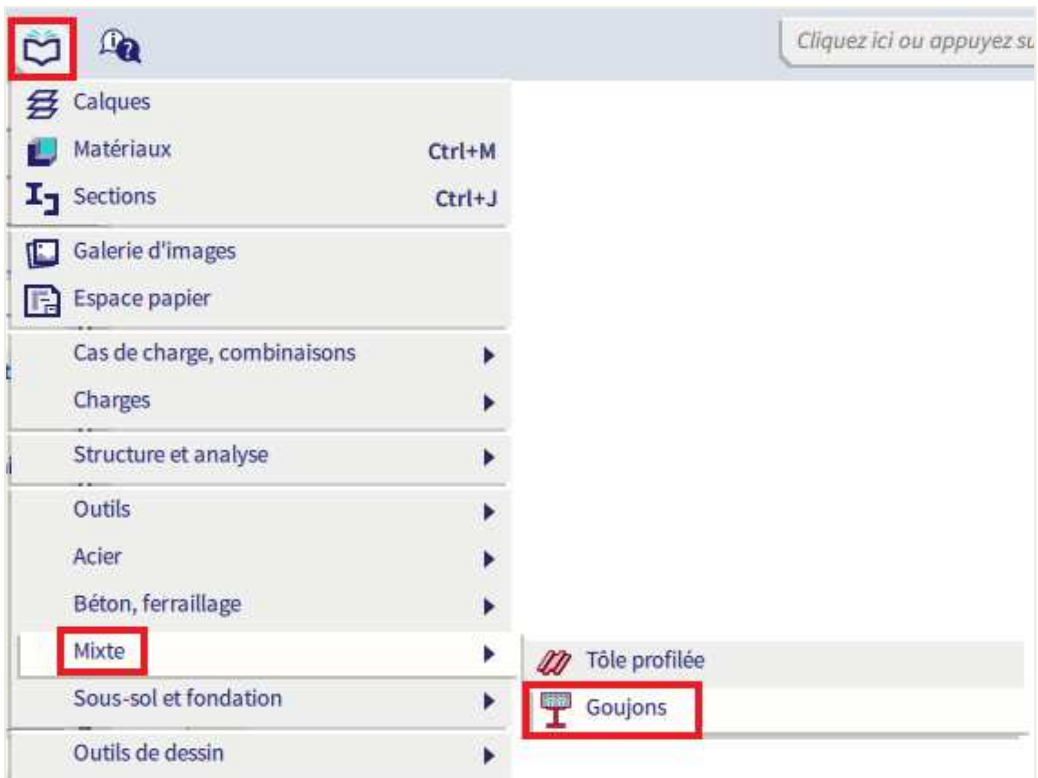 Cliquez ici ou appuyez su
Calques
Matériaux Ctrl+M
Sections Ctrl+J
Galerie d'images
Espace papier
Cas de charge, combinaisons
Charges
Structure et analyse
Outils
Acier
Béton, ferraillage
Mixte
Tôle profilée
Goujons
Sous-sol et fondation
Outils de dessin